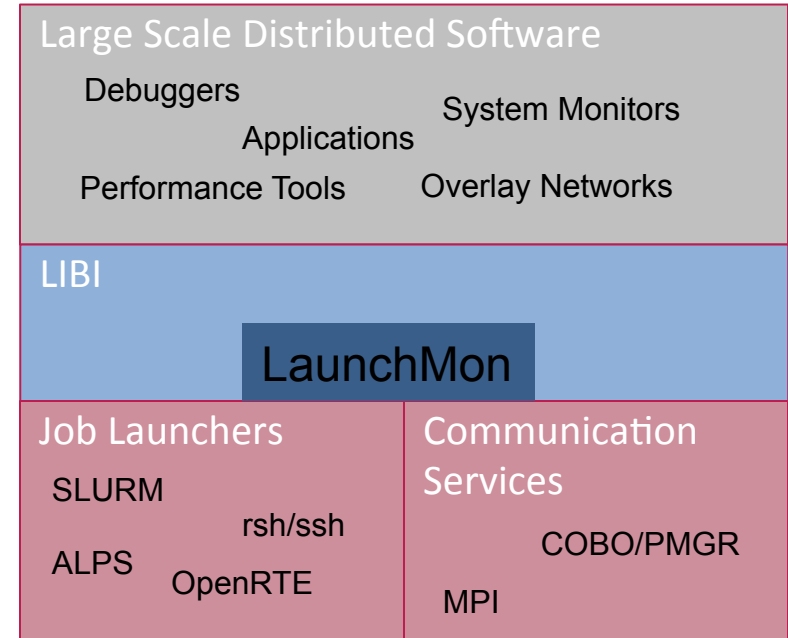 Large Scale Distributed Software
Debuggers
System Monitors
Applications
Performance Tools
Overlay Networks
LIBI
LaunchMon
Job Launchers
SLURM
rsh/ssh
ALPS
OpenRTE
Communication
Services
COBO/PMGR
MPI